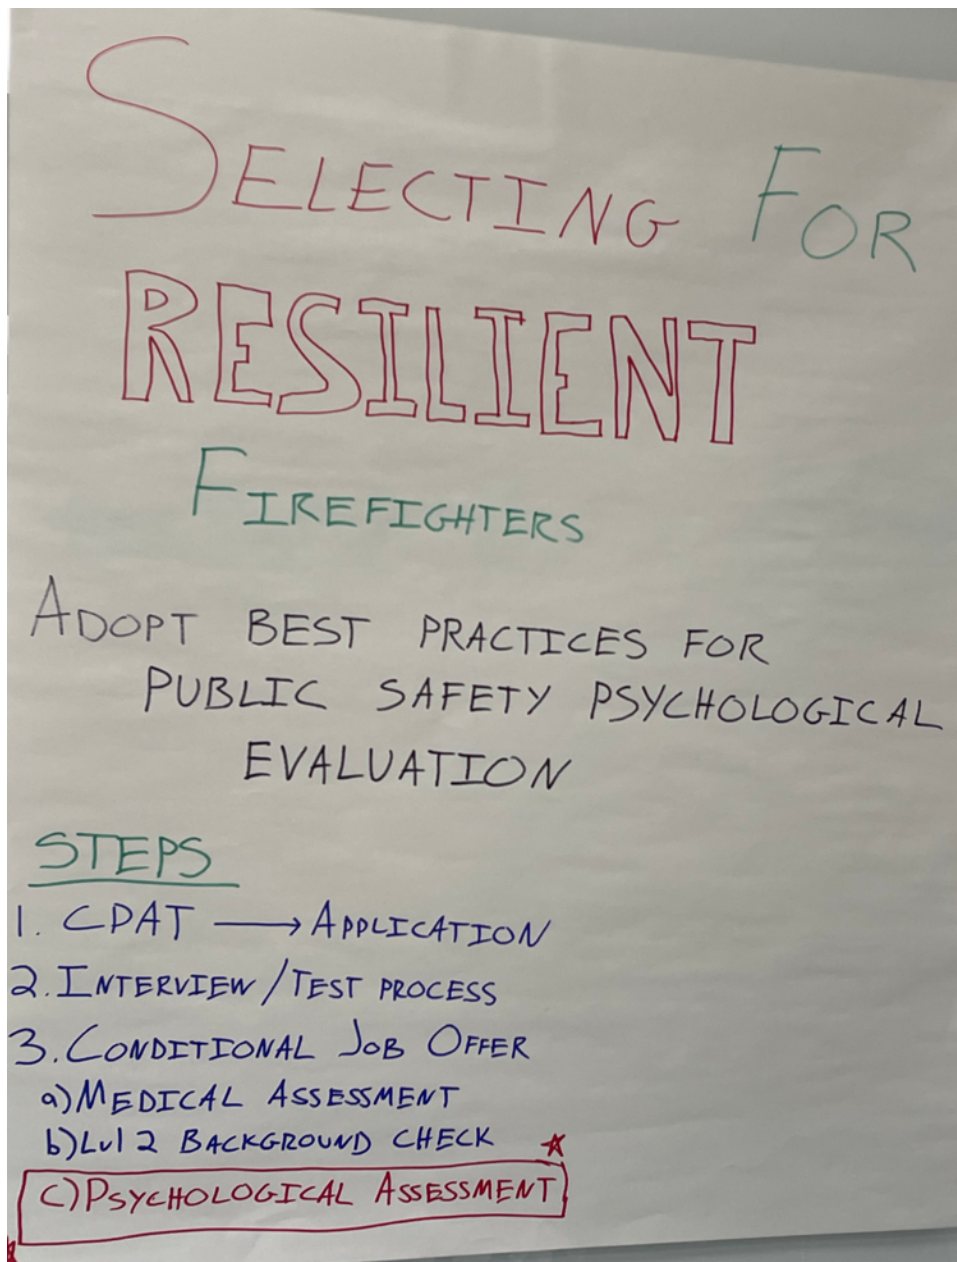 SELECTING FOR
RESILIENT
FIREFIGHTERS
ADOPT BEST PRACTICES FOR
PUBLIC SAFETY PSYCHOLOGICAL
EVALUATION
STEPS
1. CPAT → APPLICATION
2. INTERVIEW/TEST PROCESS
3. CONDITIONAL JOB OFFER
a) MEDICAL ASSESSMENT
b) Lvl 2 BACKGROUND CHECK
c) PSYCHOLOGICAL ASSESSMENT